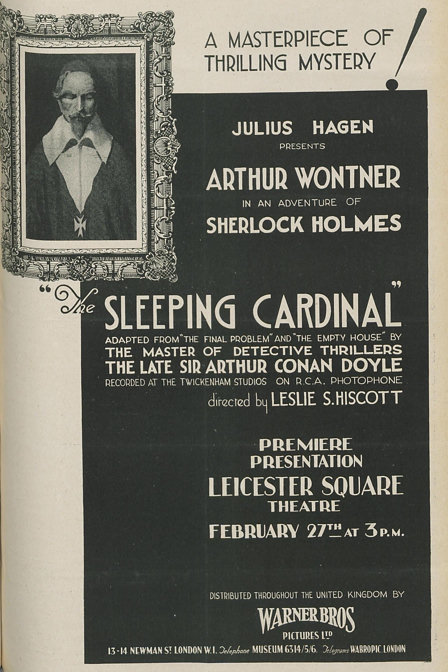 A MASTERPIECE OF
THRILLING MYSTERY !
JULIUS HAGEN
PRESENTS
ARTHUR WONTNER
IN AN ADVENTURE OF
SHERLOCK HOLMES
"The SLEEPING CARDINAL"
ADAPTED FROM "THE FINAL PROBLEM" AND "THE EMPTY HOUSE" BY
THE MASTER OF DETECTIVE THRILLERS
THE LATE SIR ARTHUR CONAN DOYLE
RECORDED AT THE TWICKENHAM STUDIOS ON R.C.A. PHOTOPHONE
directed by LESLIE S. HISCOTT
PREMIERE
PRESENTATION
LEICESTER SQUARE
THEATRE
FEBRUARY 27TH AT 3 P.M.
DISTRIBUTED THROUGHOUT THE UNITED KINGDOM BY
WARNER BROS
PICTURES LTD
13-14 NEWMAN ST LONDON W.1. Telephone MUSEUM 6314/5/6. Telegrams WABROPIC LONDON